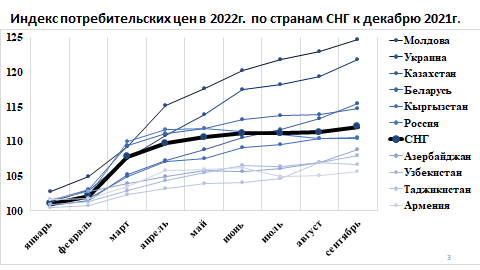 Индекс потребительских цен в 2022г. по странам СНГ к декабрю 2021г.
125
120
115
110
105
100
январь
февраль
март
апрель
май
июнь
июль
август
сентябрь
Молдова
Украина
Казахстан
Беларусь
Кыргызстан
Россия
СНГ
Азербайджан
Узбекистан
Таджикистан
Армения
3